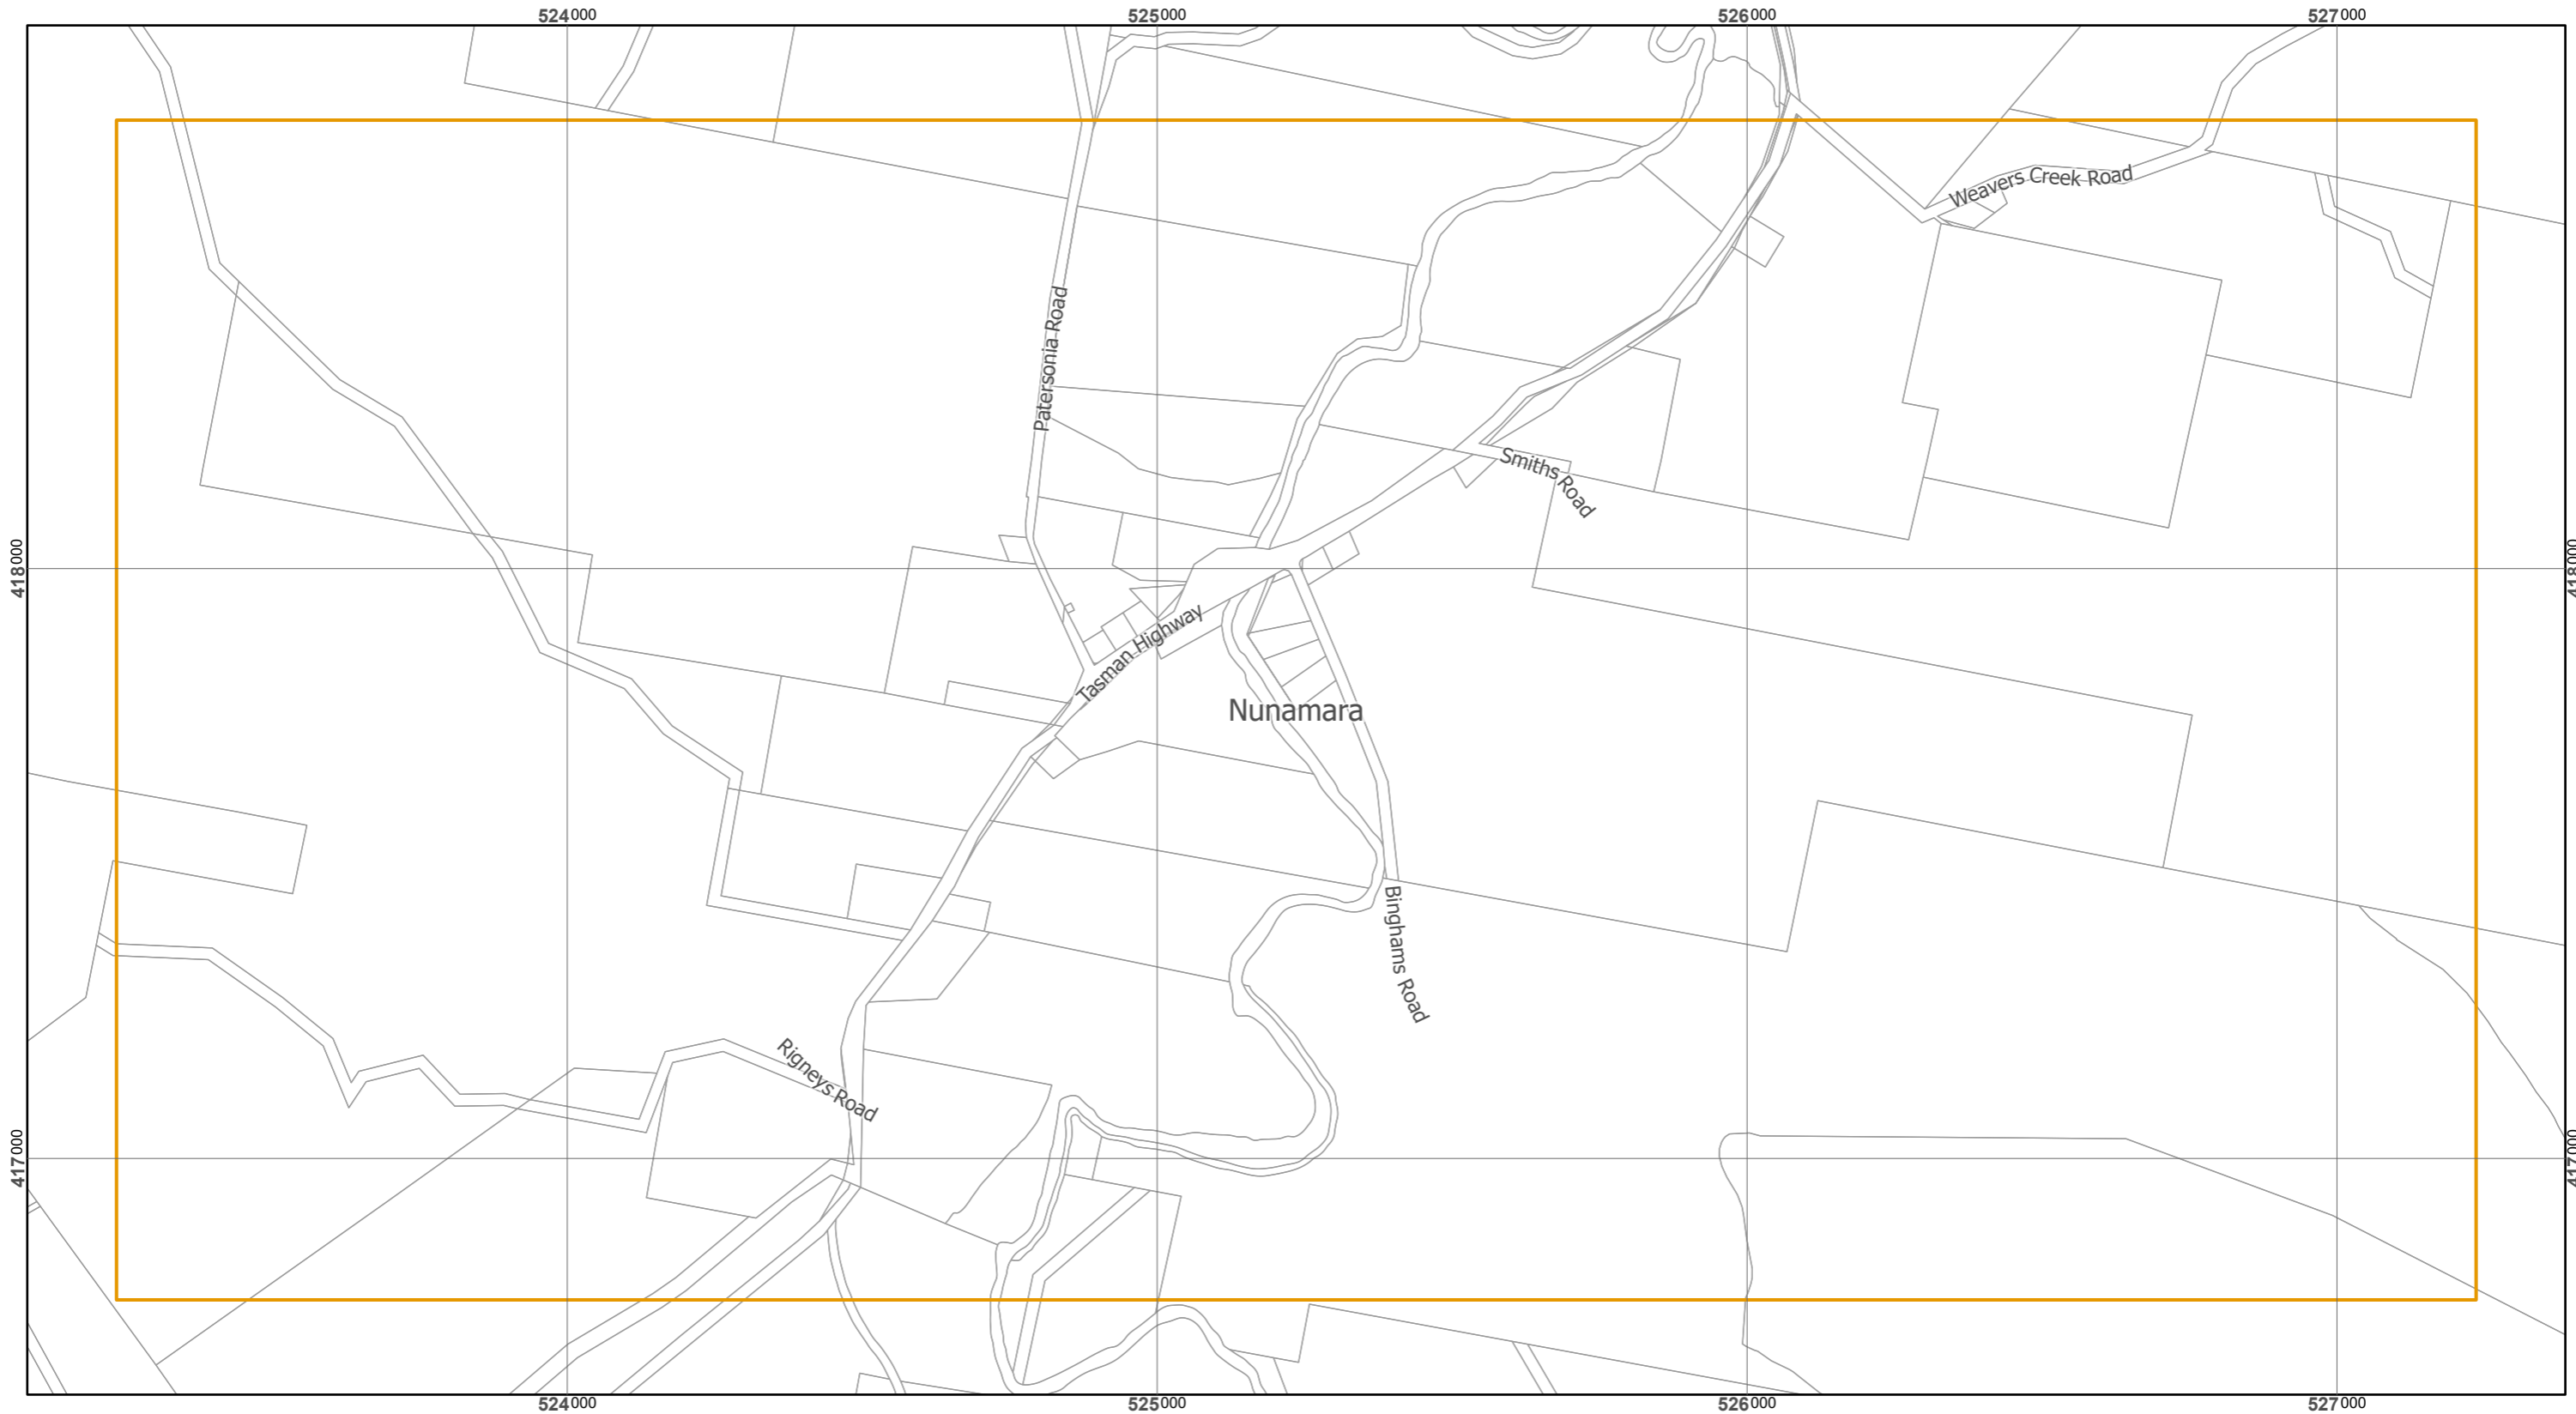 524000 525000 526000 527000
Weavers Creek Road
Patersonia Road
Smiths Road
418000 418000
Tasman Highway
Nunamara
Binghams Road
Rigneys Road
417000 417000
524000 525000 526000 527000